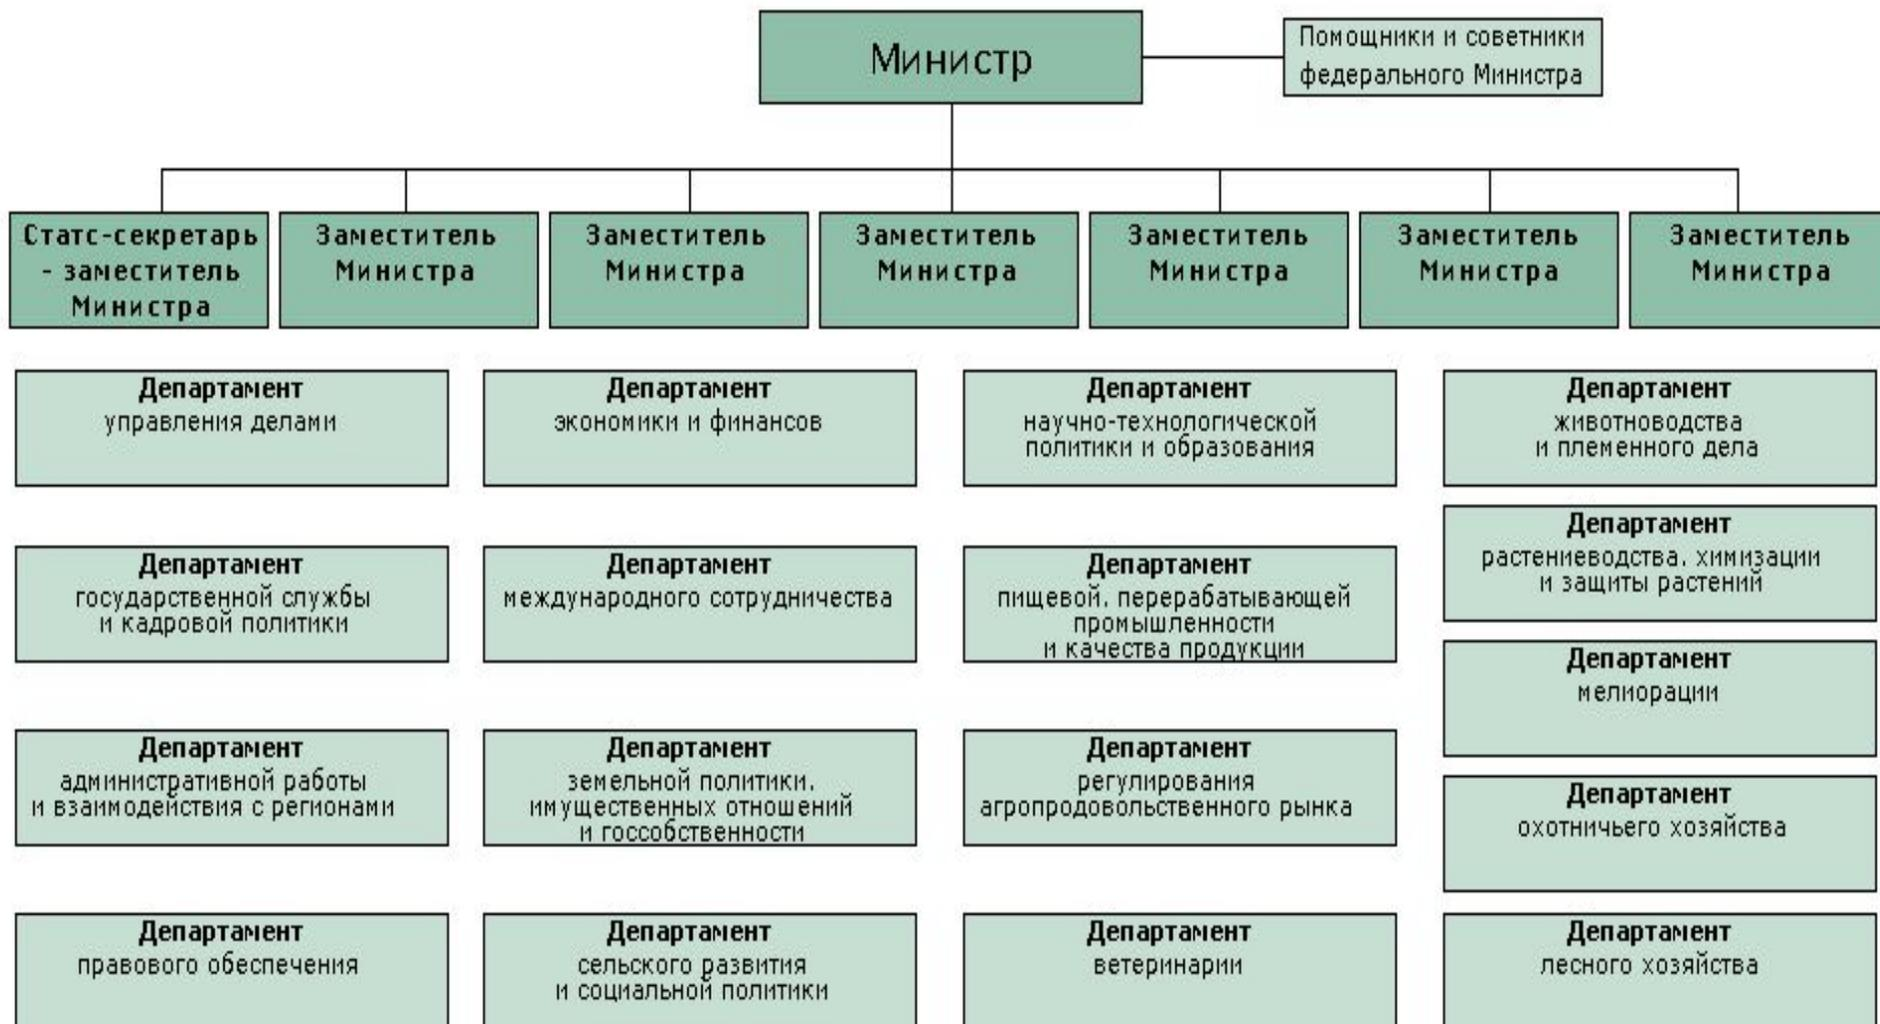 Министр
Помощники и советники
федерального Министра
Статс-секретарь
- заместитель
Министра
Заместитель
Министра
Заместитель
Министра
Заместитель
Министра
Заместитель
Министра
Заместитель
Министра
Заместитель
Министра
Департамент
управления делами
Департамент
экономики и финансов
Департамент
научно-технологической
политики и образования
Департамент
животноводства
и племенного дела
Департамент
государственной службы
и кадровой политики
Департамент
международного сотрудничества
Департамент
пищевой, перерабатывающей
промышленности
и качества продукции
Департамент
растениеводства, химизации
и защиты растений
Департамент
мелиорации
Департамент
административной работы
и взаимодействия с регионами
Департамент
земельной политики,
имущественных отношений
и госсобственности
Департамент
регулирования
агропродовольственного рынка
Департамент
охотничьего хозяйства
Департамент
правового обеспечения
Департамент
сельского развития
и социальной политики
Департамент
ветеринарии
Департамент
лесного хозяйства